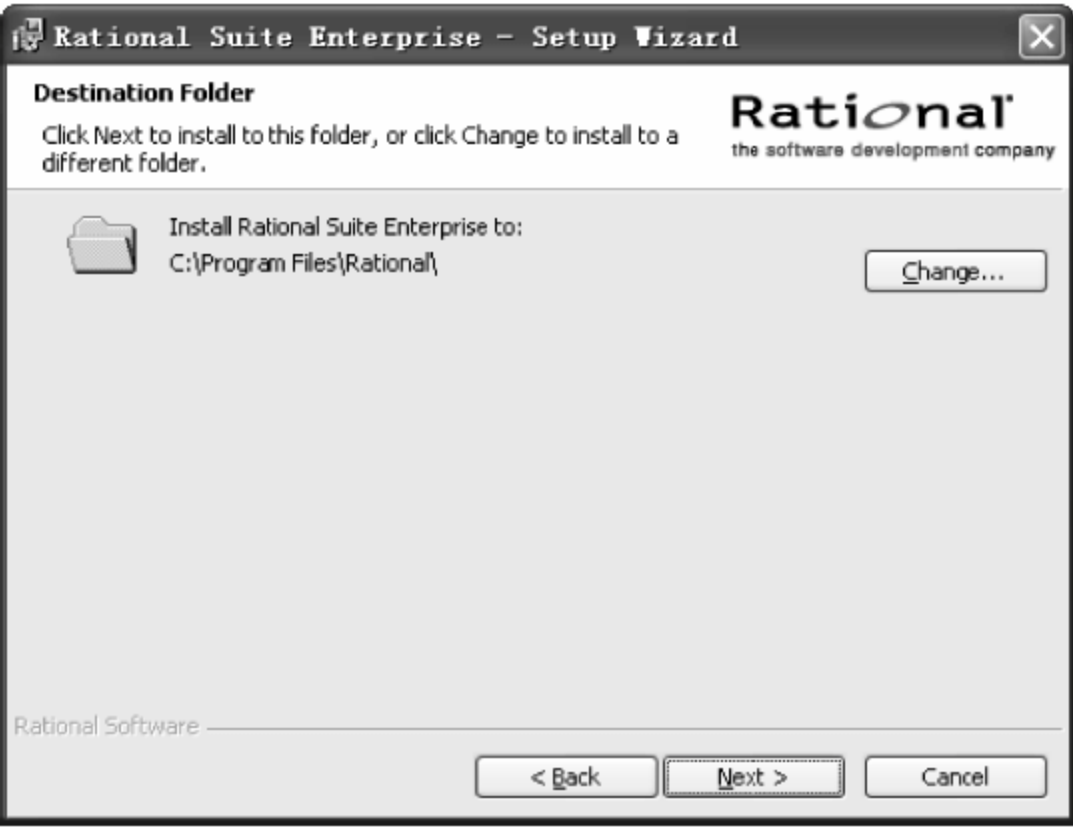 Rational Suite Enterprise - Setup Wizard
Destination Folder
Click Next to install to this folder, or click Change to install to a
different folder.
Rational
the software development company
Install Rational Suite Enterprise to:
C:\Program Files\Rational\
Change...
Rational Software
< Back
Next >
Cancel